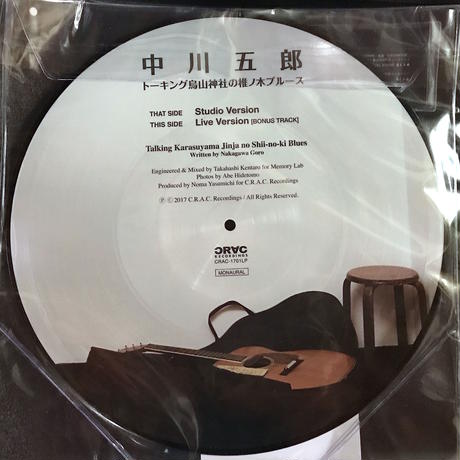 中川五郎
トーキング烏山神社の椎ノ木ブルース
THAT SIDE Studio Version
THIS SIDE Live Version [BONUS TRACK]
Talking Karasuyama Jinja no Shii-no-ki Blues
Written by Nakagawa Goro
Engineered & Mixed by Takahashi Kentaro for Memory Lab
Photos by Abe Hidetomo
Produced by Noma Yasumichi for C.R.A.C. Recordings
Ⓟ Ⓒ 2017 C.R.A.C. Recordings / All Rights Reserved.
CRAC
RECORDINGS
CRAC-1701LP
MONAURAL